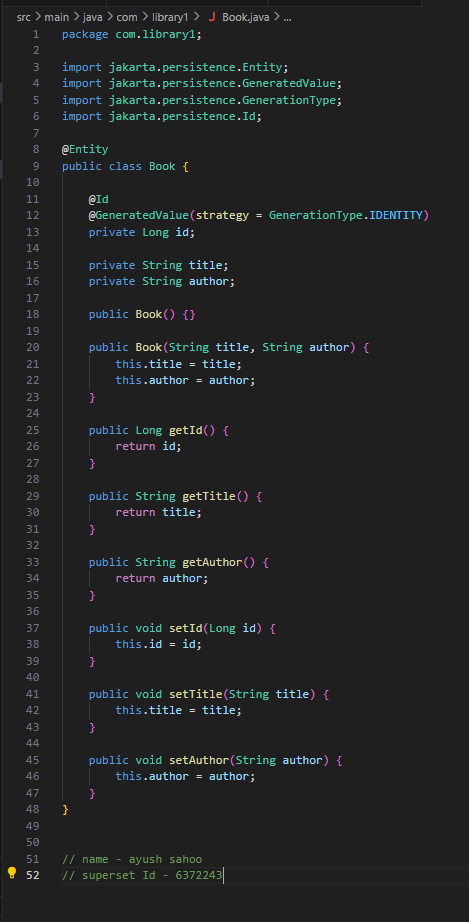 src > main > java > com > library1 > J Book.java > ...
1 package com.library1;
2
3 import jakarta.persistence.Entity;
4 import jakarta.persistence.GeneratedValue;
5 import jakarta.persistence.GenerationType;
6 import jakarta.persistence.Id;
7
8 @Entity
9 public class Book {
10
11     @Id
12     @GeneratedValue(strategy = GenerationType.IDENTITY)
13     private Long id;
14
15     private String title;
16     private String author;
17
18     public Book() {}
19
20     public Book(String title, String author) {
21         this.title = title;
22         this.author = author;
23     }
24
25     public Long getId() {
26         return id;
27     }
28
29     public String getTitle() {
30         return title;
31     }
32
33     public String getAuthor() {
34         return author;
35     }
36
37     public void setId(Long id) {
38         this.id = id;
39     }
40
41     public void setTitle(String title) {
42         this.title = title;
43     }
44
45     public void setAuthor(String author) {
46         this.author = author;
47     }
48 }
49
50
51 // name - ayush sahoo
52 // superset Id - 6372243